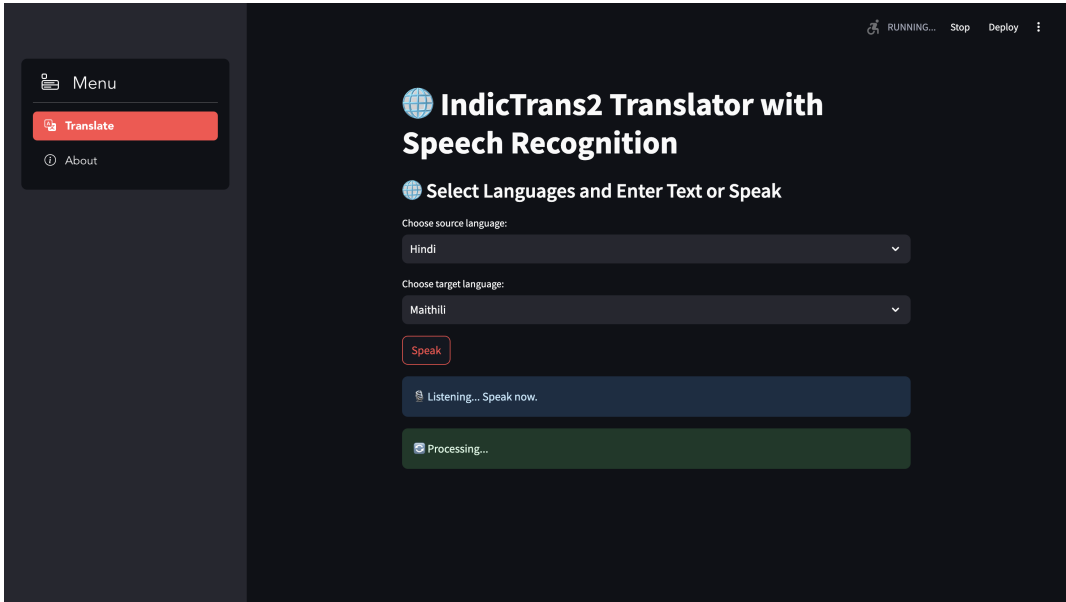 RUNNING... Stop Deploy
Menu
Translate
About
IndicTrans2 Translator with
Speech Recognition
Select Languages and Enter Text or Speak
Choose source language:
Hindi
Choose target language:
Maithili
Speak
Listening... Speak now.
Processing...